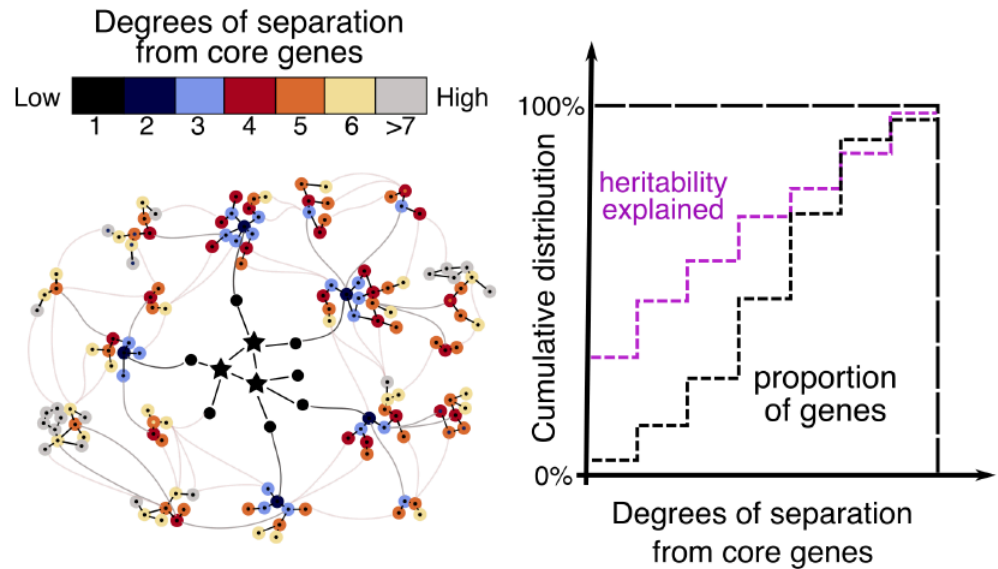 Degrees of separation
from core genes
Low
High
1 2 3 4 5 6 >7
100%
heritability
explained
Cumulative distribution
proportion
of genes
0%
Degrees of separation
from core genes